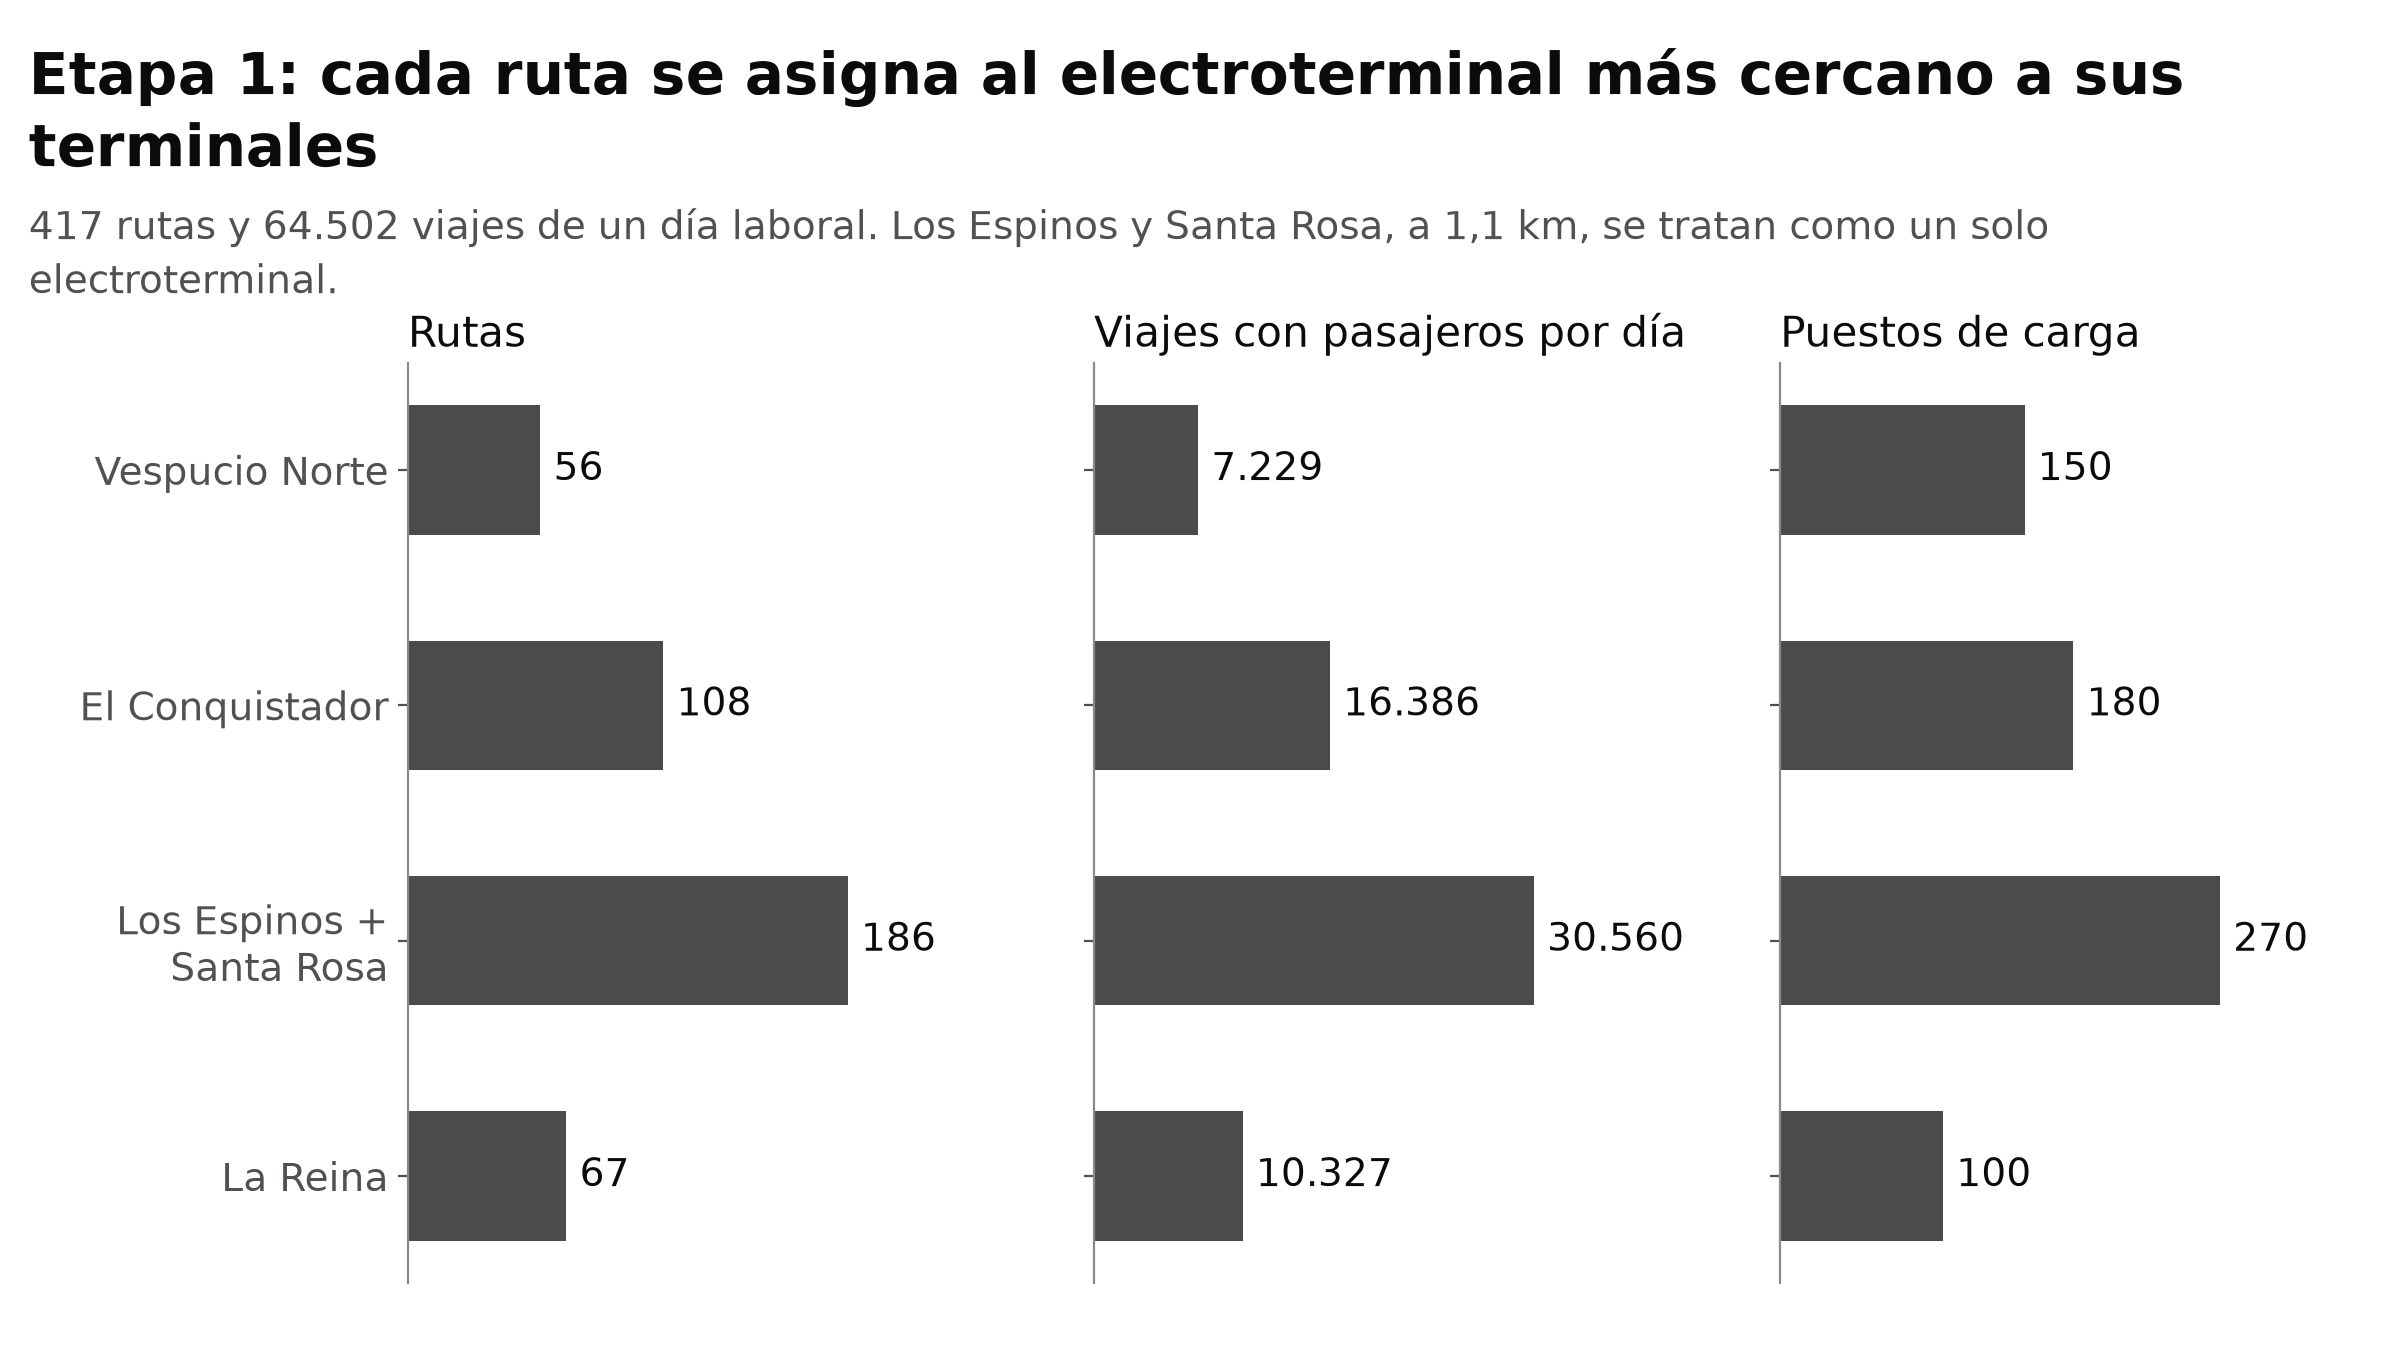 Etapa 1: cada ruta se asigna al electroterminal más cercano a sus
terminales
417 rutas y 64.502 viajes de un día laboral. Los Espinos y Santa Rosa, a 1,1 km, se tratan como un solo
electroterminal.
Rutas
Viajes con pasajeros por día
Puestos de carga
Vespucio Norte
56
7.229
150
El Conquistador
108
16.386
180
Los Espinos +
Santa Rosa
186
30.560
270
La Reina
67
10.327
100